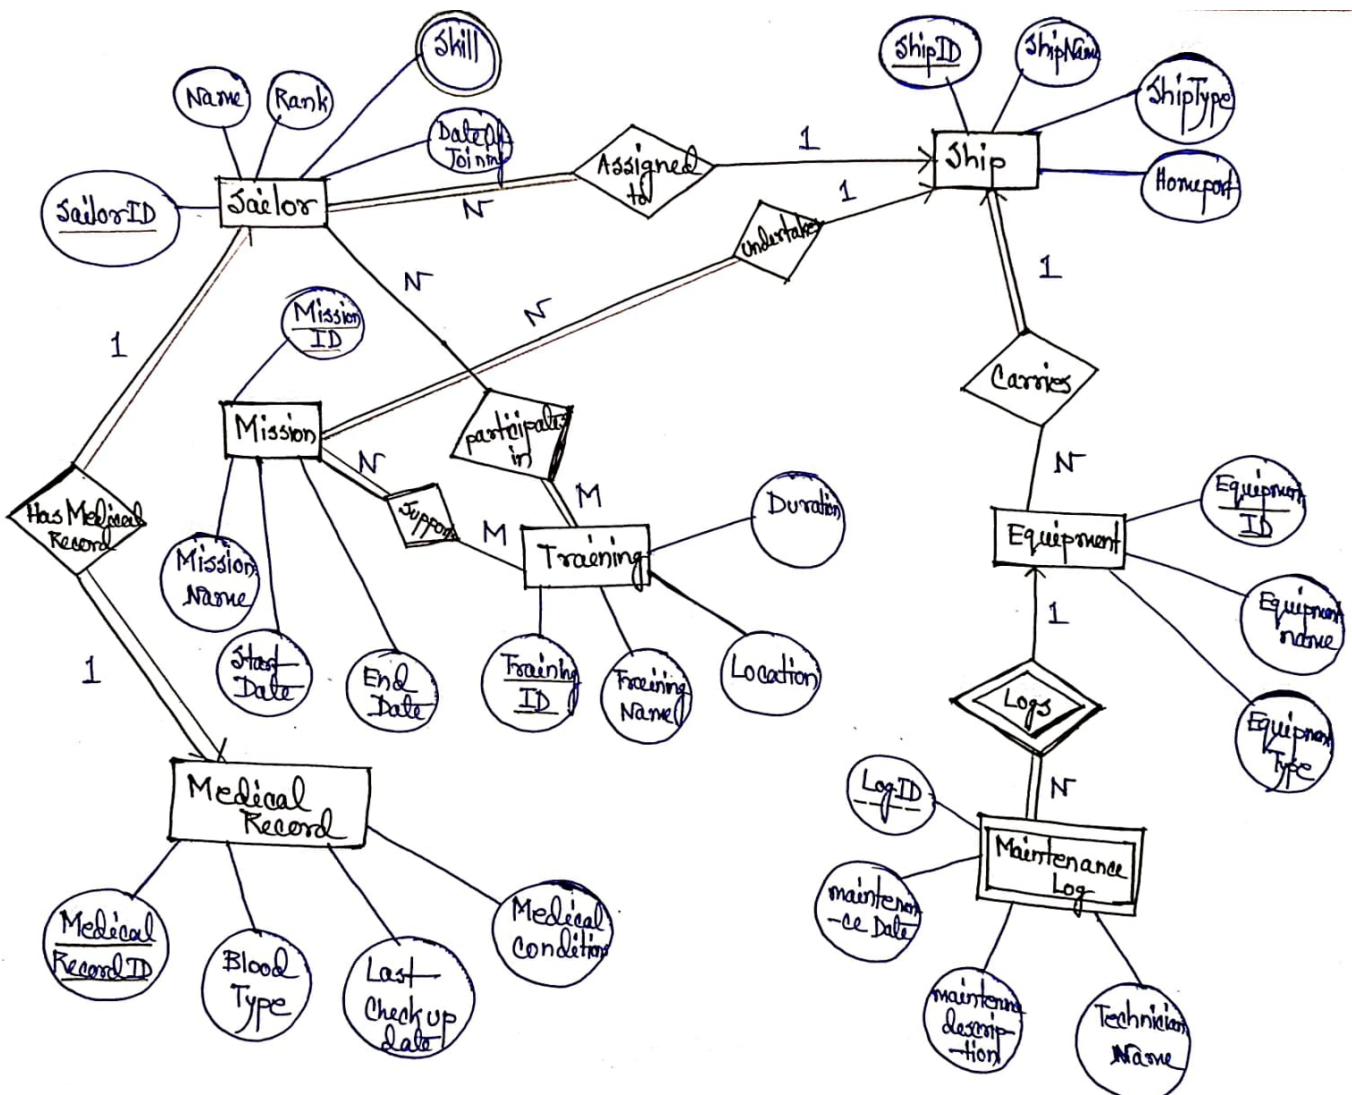 Skill
ShipID
ShipName
Name
Rank
ShipType
Date Of
Joining
1
Assigned
to
Ship
Homeport
SailorID
Sailor
N
1
Undertakes
N
1
Mission
ID
N
1
Carries
Mission
participates
in
N
N
M
Equipment
ID
Duration
Has Medical
Record
Supports
M
Training
Equipment
Mission
Name
Equipment
name
1
Start
Date
End
Date
Training
ID
Training
Name
Location
1
Logs
Equipment
Type
N
LogID
Medical
Record
Maintenance
Log
mainten
-ce Date
Medical
Record ID
Blood
Type
Last
Check up
date
Medical
Condition
descrip-
-tion
Technician
Name